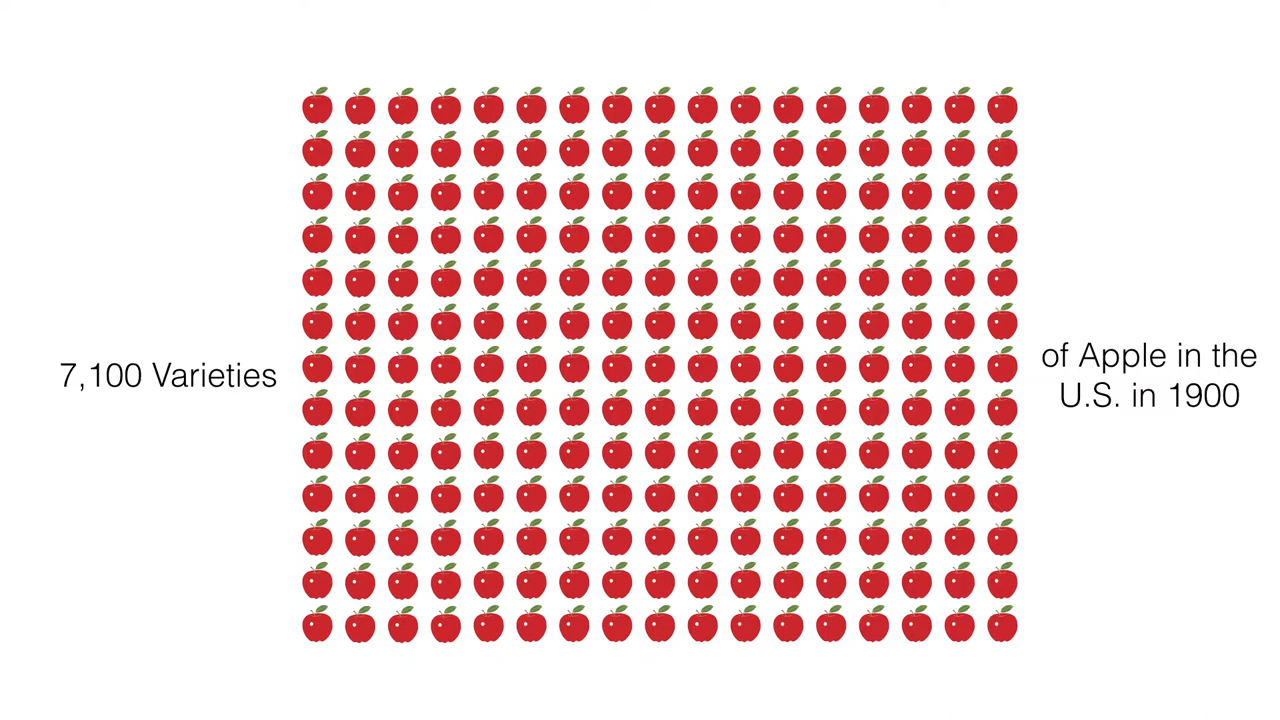 7,100 Varieties
of Apple in the
U.S. in 1900